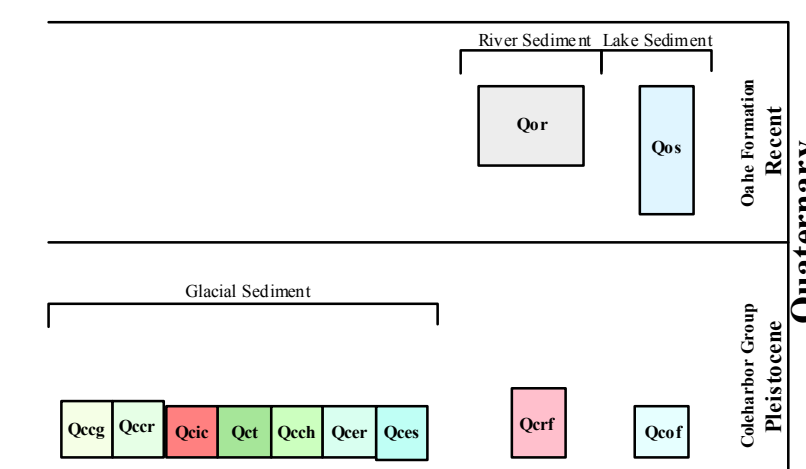 River Sediment Lake Sediment
Qor
Qos
Oahe Formation
Recent
Glacial Sediment
Qccg Qccr Qcic Qct Qcch Qcer Qces
Qcrf
Qcof
Coleharbor Group
Pleistocene
Quaternary